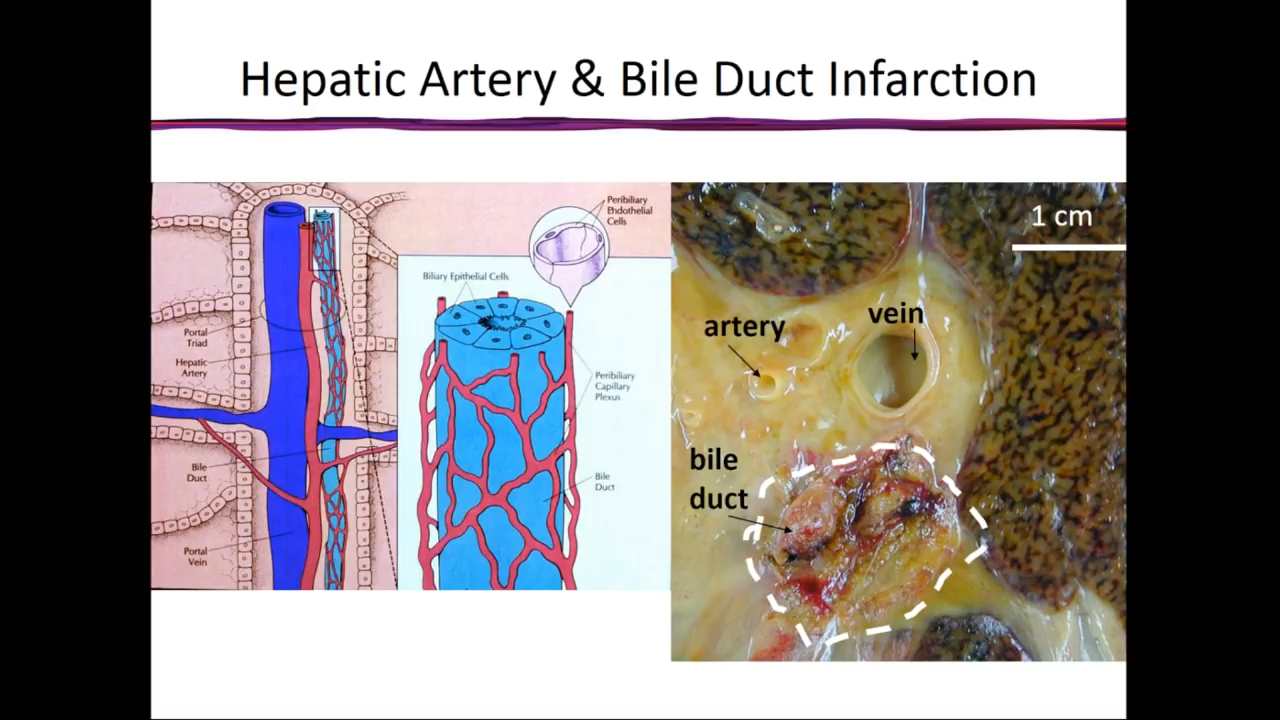 Hepatic Artery & Bile Duct Infarction
Peribiliary
Endothelial
Cells
Biliary Epithelial Cells
Portal
Triad
Hepatic
Artery
Peribiliary
Capillary
Plexus
Bile
Duct
Bile
Duct
Portal
Vein
1 cm
artery
vein
bile
duct